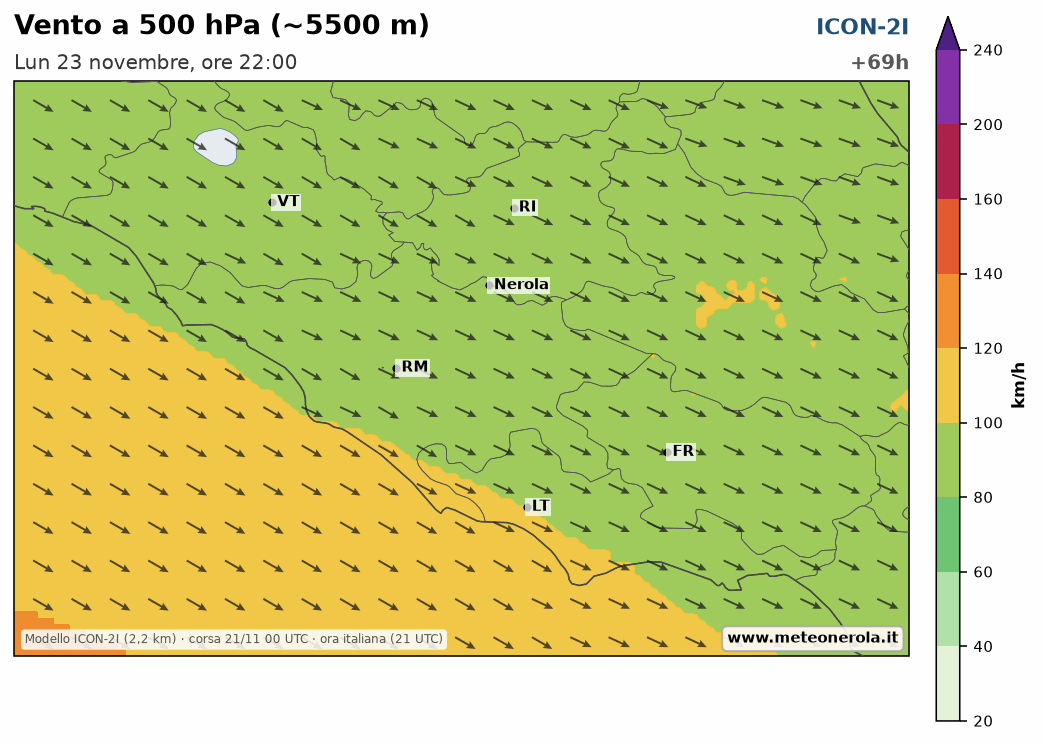 Vento a 500 hPa (~5500 m)
ICON-2I
Lun 23 novembre, ore 22:00
+69h
VT
RI
Nerola
RM
FR
LT
Modello ICON-2I (2,2 km) · corsa 21/11 00 UTC · ora italiana (21 UTC)
www.meteonerola.it
240
200
160
140
120
100
80
60
40
20
km/h